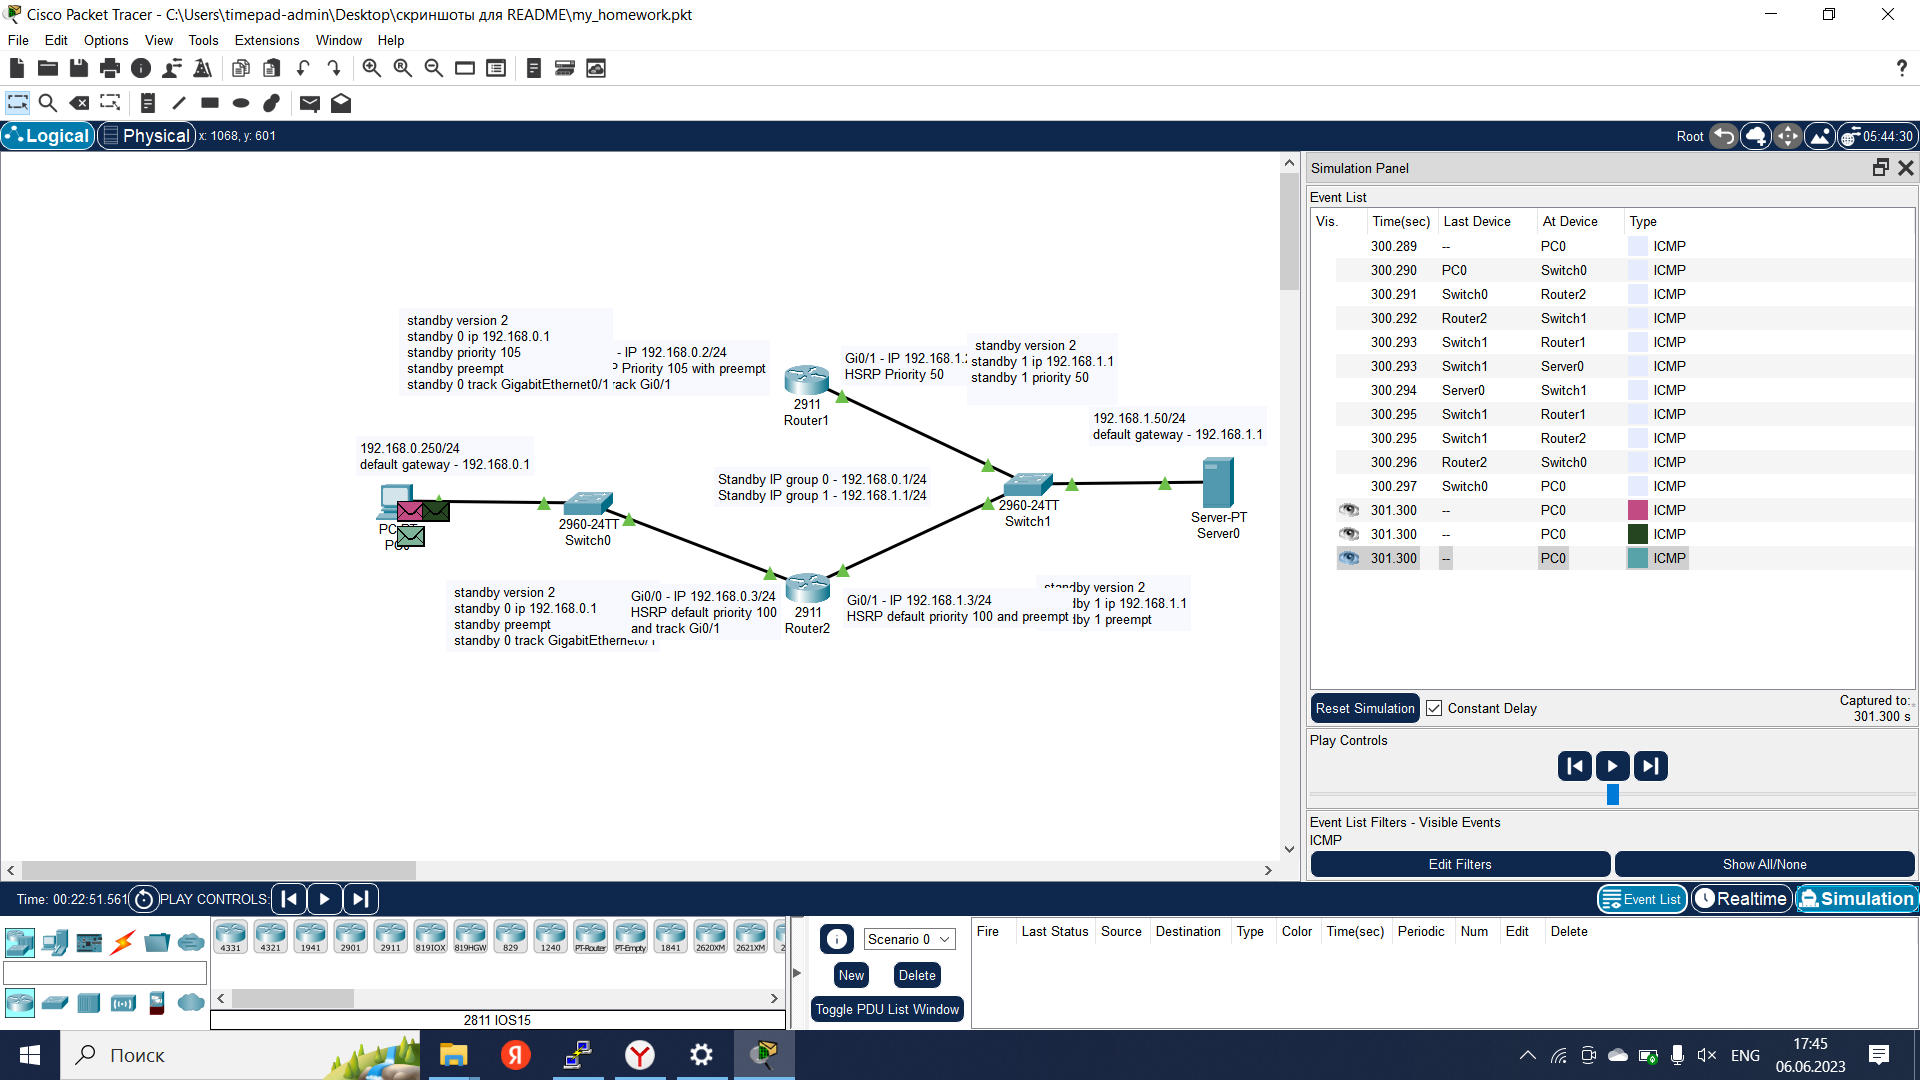 Cisco Packet Tracer - C:\Users\timepad-admin\Desktop\скриншоты для README\my_homework.pkt
File Edit Options View Tools Extensions Window Help
Logical Physical x: 1068, y: 601
Root 05:44:30
standby version 2
standby 0 ip 192.168.0.1
standby priority 105
standby preempt
standby 0 track GigabitEthernet0/1
- IP 192.168.0.2/24
Priority 105 with preempt
rack Gi0/1
Gi0/1 - IP 192.168.1.2
HSRP Priority 50
standby version 2
standby 1 ip 192.168.1.1
standby 1 priority 50
2911
Router1
192.168.1.50/24
default gateway - 192.168.1.1
192.168.0.250/24
default gateway - 192.168.0.1
Standby IP group 0 - 192.168.0.1/24
Standby IP group 1 - 192.168.1.1/24
2960-24TT
Switch0
2960-24TT
Switch1
Server-PT
Server0
standby version 2
standby 0 ip 192.168.0.1
standby preempt
standby 0 track GigabitEthernet0/1
Gi0/0 - IP 192.168.0.3/24
HSRP default priority 100
and track Gi0/1
2911
Router2
Gi0/1 - IP 192.168.1.3/24
HSRP default priority 100 and preempt
standby version 2
dby 1 ip 192.168.1.1
dby 1 preempt
Simulation Panel
Event List
Vis. Time(sec) Last Device At Device Type
300.289 -- PC0 ICMP
300.290 PC0 Switch0 ICMP
300.291 Switch0 Router2 ICMP
300.292 Router2 Switch1 ICMP
300.293 Switch1 Router1 ICMP
300.293 Switch1 Server0 ICMP
300.294 Server0 Switch1 ICMP
300.295 Switch1 Router1 ICMP
300.295 Switch1 Router2 ICMP
300.296 Router2 Switch0 ICMP
300.297 Switch0 PC0 ICMP
301.300 -- PC0 ICMP
301.300 -- PC0 ICMP
301.300 -- PC0 ICMP
Reset Simulation Constant Delay
Captured to:
301.300 s
Play Controls
Event List Filters - Visible Events
ICMP
Edit Filters Show All/None
Time: 00:22:51.561 PLAY CONTROLS:
Event List Realtime Simulation
4331 4321 1941 2901 2911 819IOX 819HGW 829 1240 PT-Router PT-Empty 1841 2620XM 2621XM 2
2811 IOS15
Scenario 0
New Delete
Toggle PDU List Window
Fire Last Status Source Destination Type Color Time(sec) Periodic Num Edit Delete
Поиск
ENG
17:45
06.06.2023